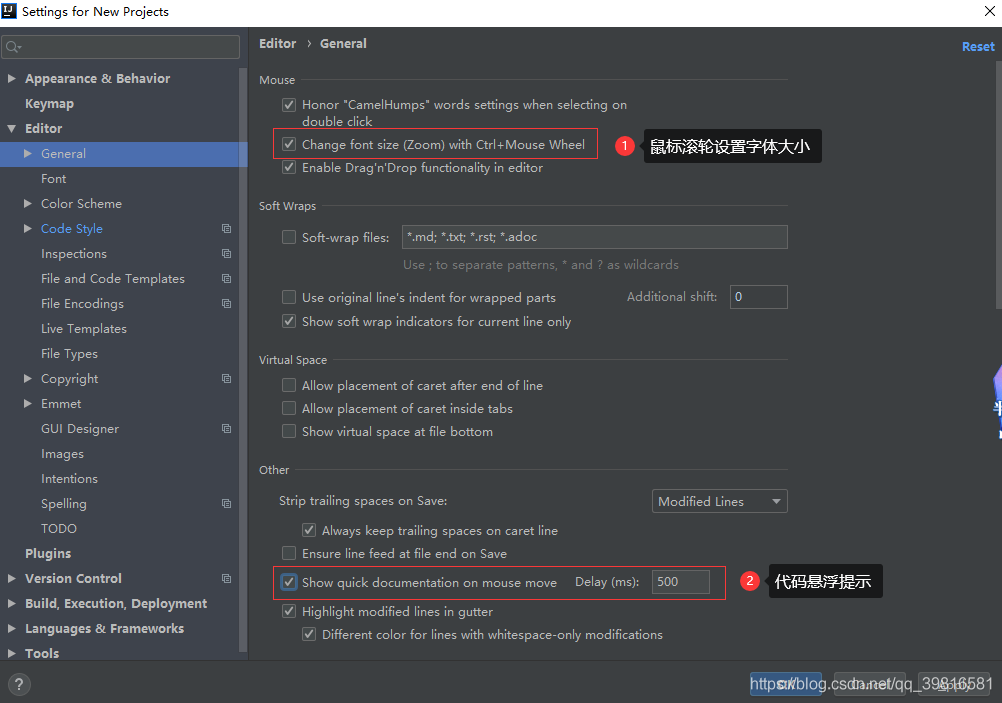 Settings for New Projects
Editor › General
Reset
Appearance & Behavior
Keymap
Editor
General
Font
Color Scheme
Code Style
Inspections
File and Code Templates
File Encodings
Live Templates
File Types
Copyright
Emmet
GUI Designer
Images
Intentions
Spelling
TODO
Plugins
Version Control
Build, Execution, Deployment
Languages & Frameworks
Tools
Mouse
Honor "CamelHumps" words settings when selecting on
double click
Change font size (Zoom) with Ctrl+Mouse Wheel
1 鼠标滚轮设置字体大小
Enable Drag'n'Drop functionality in editor
Soft Wraps
Soft-wrap files: *.md; *.txt; *.rst; *.adoc
Use ; to separate patterns, * and ? as wildcards
Use original line's indent for wrapped parts Additional shift: 0
Show soft wrap indicators for current line only
Virtual Space
Allow placement of caret after end of line
Allow placement of caret inside tabs
Show virtual space at file bottom
Other
Strip trailing spaces on Save: Modified Lines
Always keep trailing spaces on caret line
Ensure line feed at file end on Save
Show quick documentation on mouse move Delay (ms): 500
2 代码悬浮提示
Highlight modified lines in gutter
Different color for lines with whitespace-only modifications
?
OK Cancel Apply
https://blog.csdn.net/qq_39816581